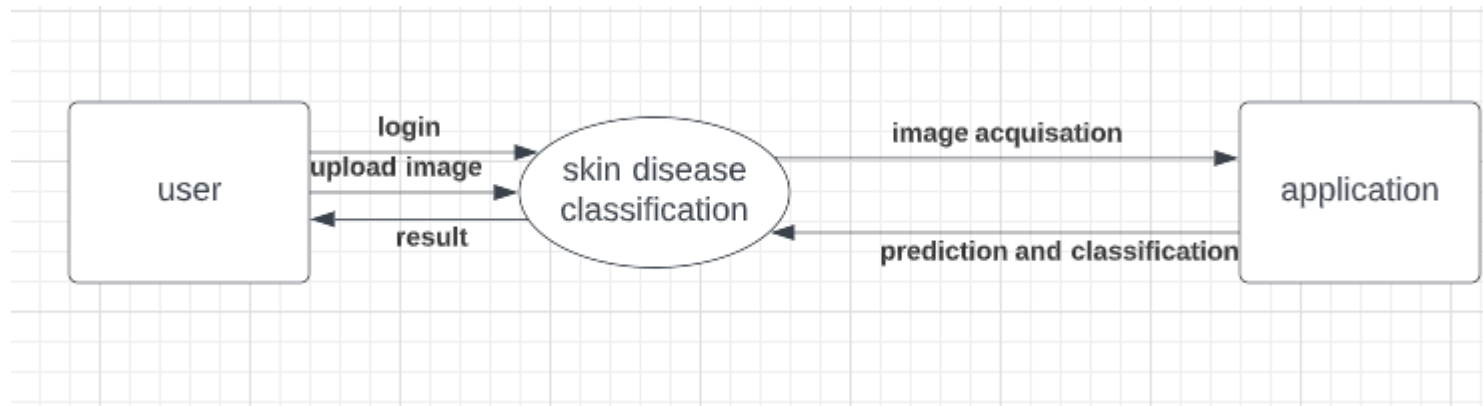 user
login
upload image
result
skin disease
classification
image acquisation
prediction and classification
application